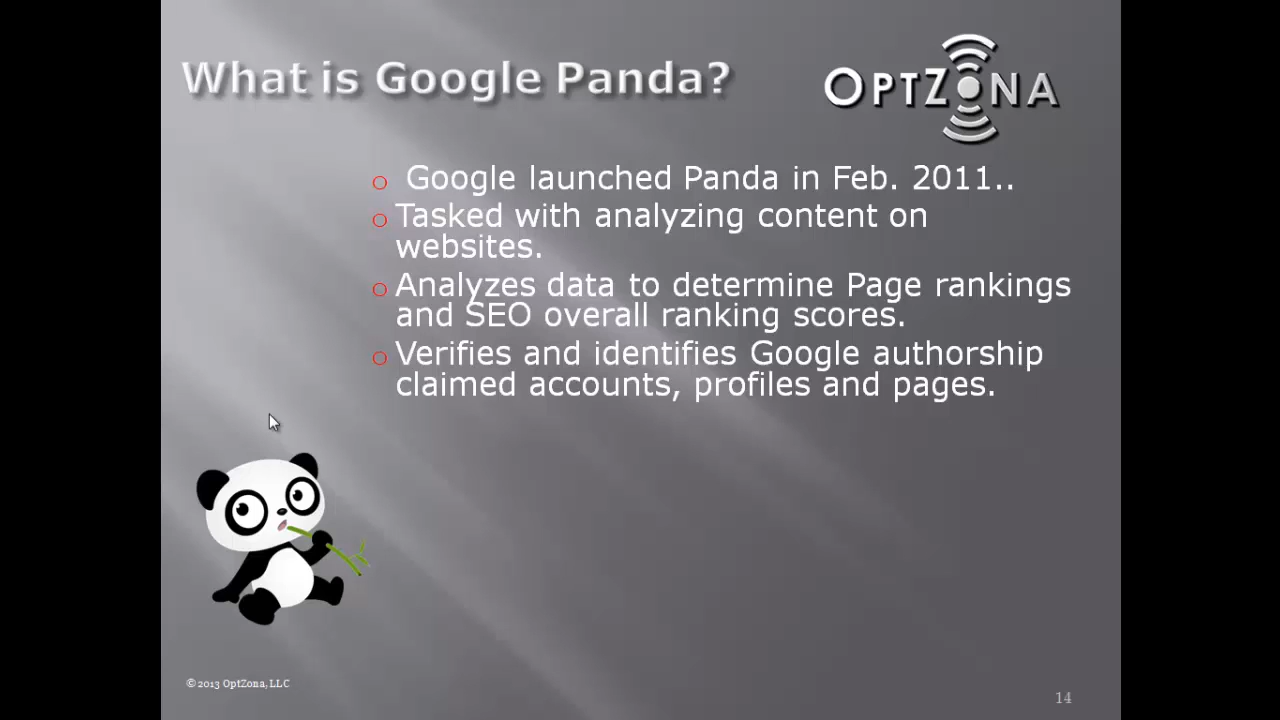 What is Google Panda?
OPTZONA
o Google launched Panda in Feb. 2011..
o Tasked with analyzing content on
websites.
o Analyzes data to determine Page rankings
and SEO overall ranking scores.
o Verifies and identifies Google authorship
claimed accounts, profiles and pages.
© 2013 OptZona, LLC
14